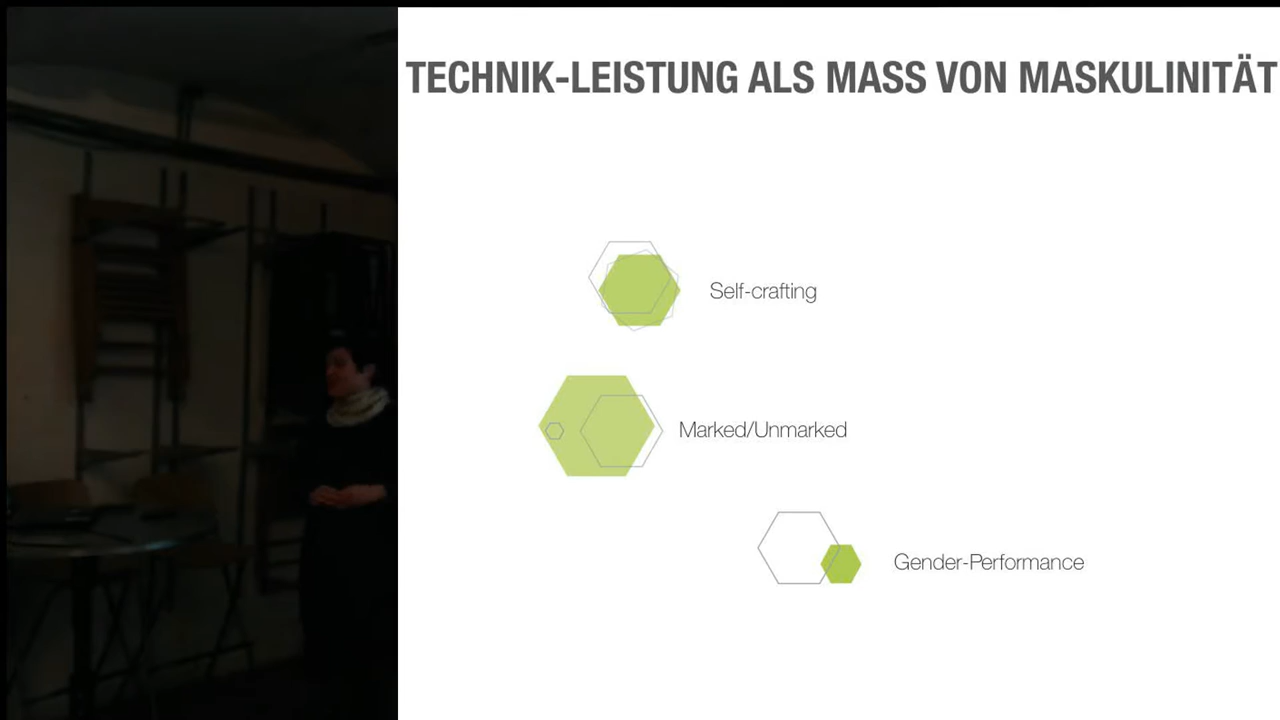 TECHNIK-LEISTUNG ALS MASS VON MASKULINITÄT
Self-crafting
Marked/Unmarked
Gender-Performance